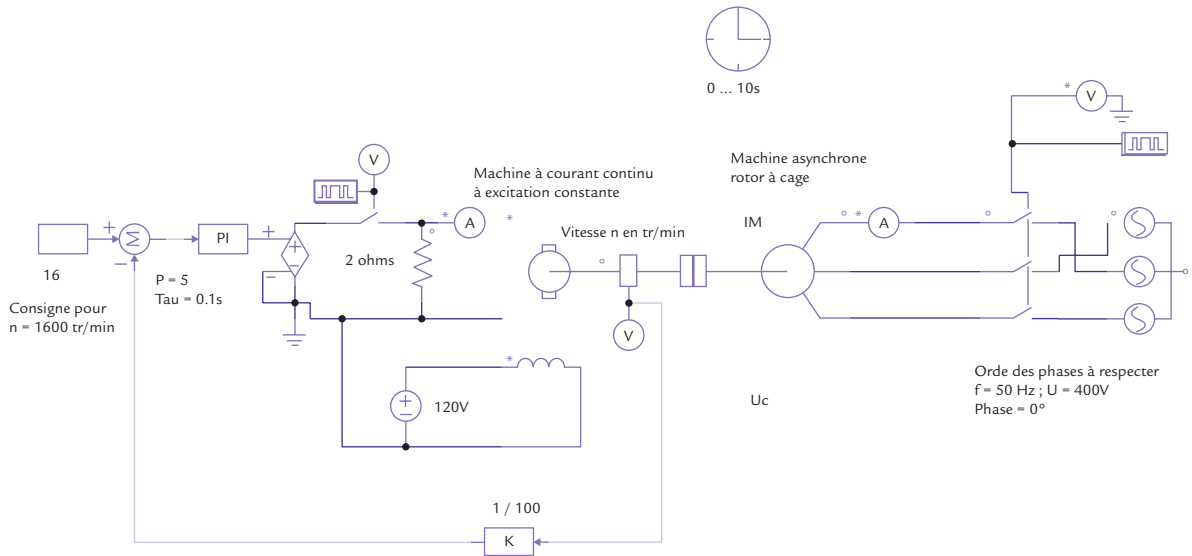 0 ... 10s
V
V
Machine à courant continu
à excitation constante
Machine asynchrone
rotor à cage
* A
*
IM
* A
Vitesse n en tr/min
+
Σ
−
PI
+
+
−
−
2 ohms
16
P = 5
Tau = 0.1s
Consigne pour
n = 1600 tr/min
V
*
+
−
120V
Orde des phases à respecter
f = 50 Hz ; U = 400V
Phase = 0°
Uc
1 / 100
K